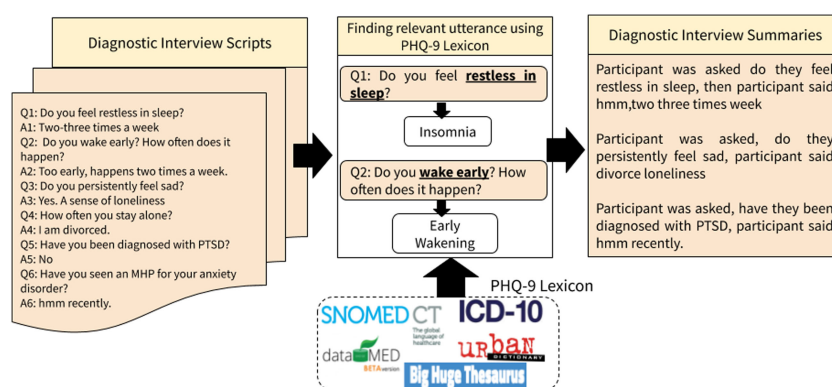 Diagnostic Interview Scripts
Q1: Do you feel restless in sleep?
A1: Two-three times a week
Q2: Do you wake early? How often does it
happen?
A2: Too early, happens two times a week.
Q3: Do you persistently feel sad?
A3: Yes. A sense of loneliness
Q4: How often you stay alone?
A4: I am divorced.
Q5: Have you been diagnosed with PTSD?
A5: No
Q6: Have you seen an MHP for your anxiety
disorder?
A6: hmm recently.
Finding relevant utterance using
PHQ-9 Lexicon
Q1: Do you feel restless in
sleep?
Insomnia
Q2: Do you wake early? How
often does it happen?
Early
Wakening
PHQ-9 Lexicon
SNOMED CT
The global
language of
healthcare
ICD-10
dataMED
BETA version
urban
DICTIONARY
Big Huge Thesaurus
Diagnostic Interview Summaries
Participant was asked do they feel
restless in sleep, then participant said
hmm,two three times week
Participant was asked, do they
persistently feel sad, participant said
divorce loneliness
Participant was asked, have they been
diagnosed with PTSD, participant said
hmm recently.